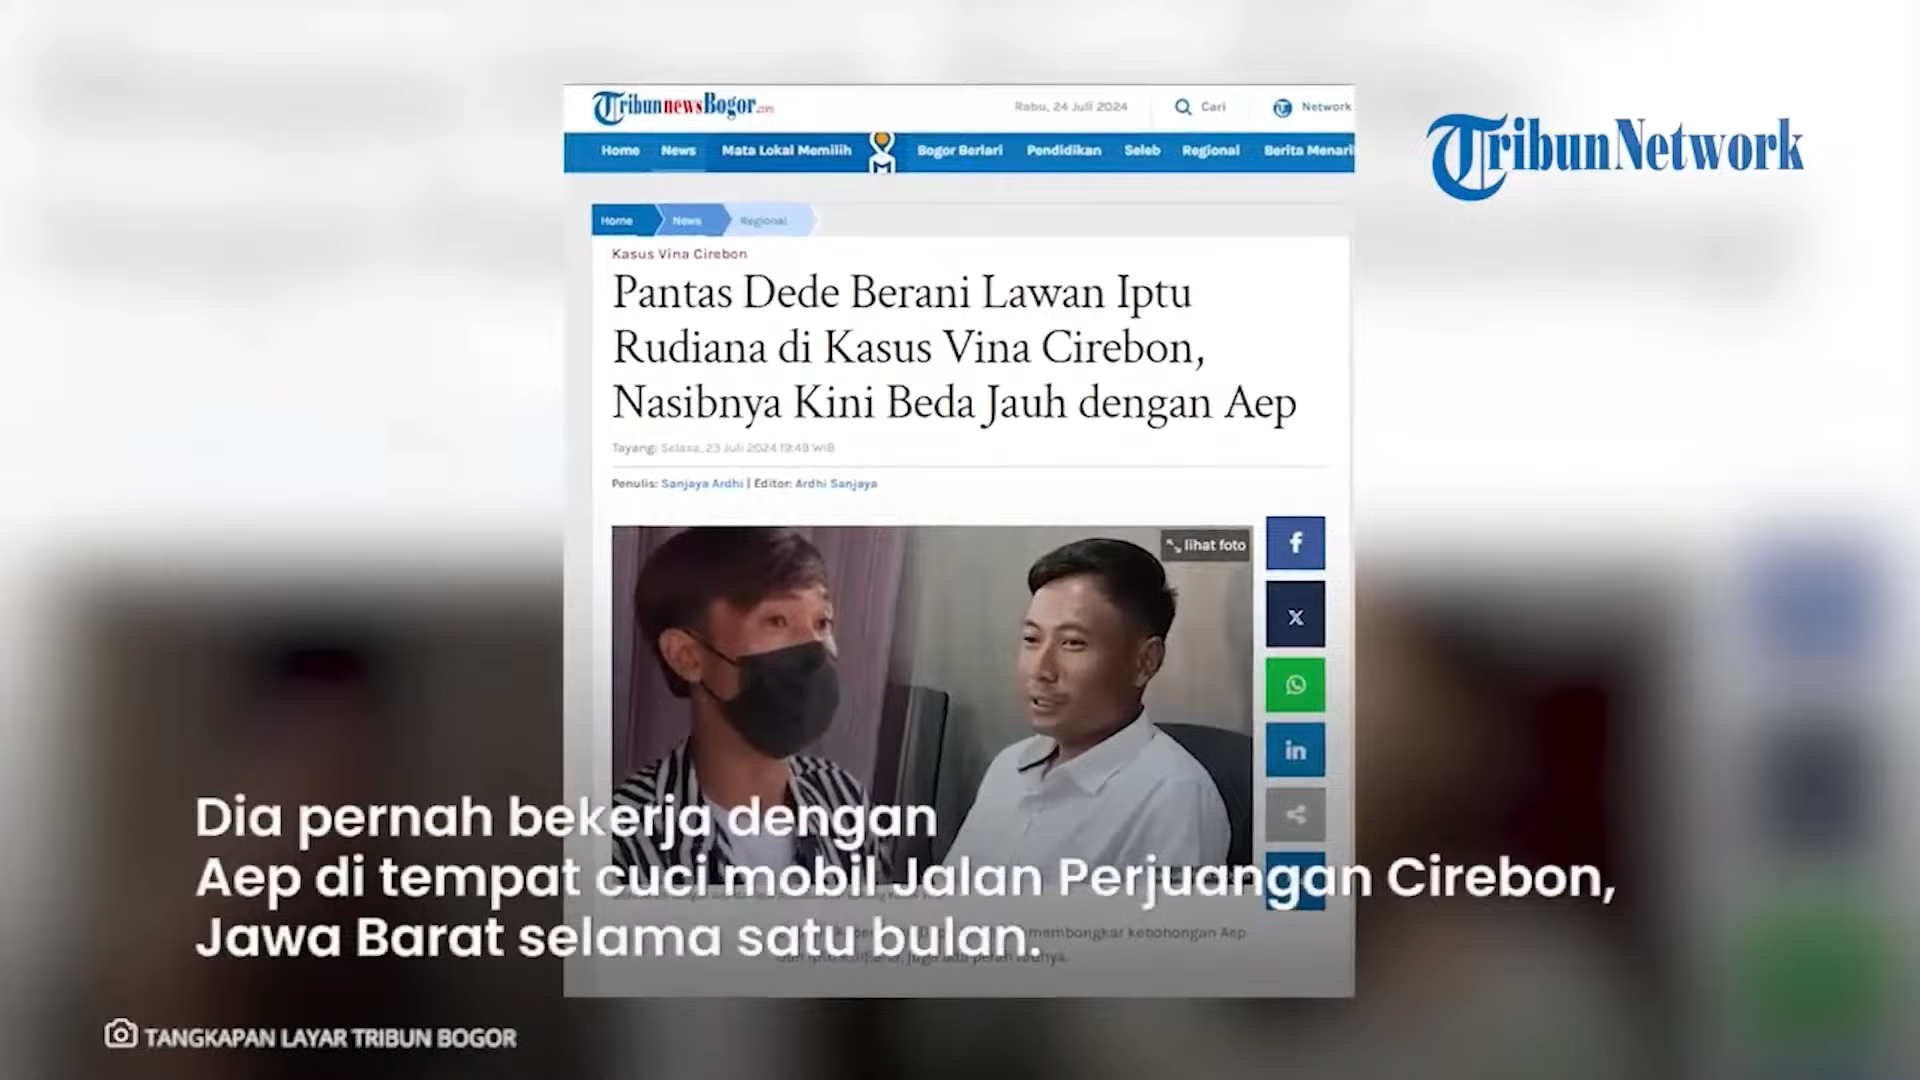 TribunnewsBogor.com
Rabu, 24 Juli 2024
Cari
Network
TribunNetwork
Home News Mata Lokal Memilih Bogor Berlari Pendidikan Seleb Regional Berita Menari
Home News Regional
Kasus Vina Cirebon
Pantas Dede Berani Lawan Iptu
Rudiana di Kasus Vina Cirebon,
Nasibnya Kini Beda Jauh dengan Aep
Tayang: Selasa, 23 Juli 2024 19:49 WIB
Penulis: Sanjaya Ardhi | Editor: Ardhi Sanjaya
lihat foto
Dia pernah bekerja dengan
Aep di tempat cuci mobil Jalan Perjuangan Cirebon,
Jawa Barat selama satu bulan.
membongkar kebohongan Aep
TANGKAPAN LAYAR TRIBUN BOGOR